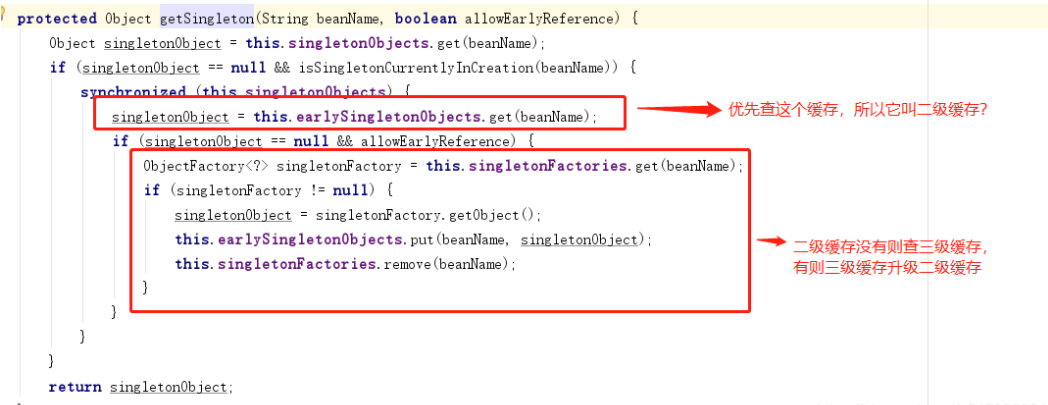 protected Object getSingleton(String beanName, boolean allowEarlyReference) {
Object singletonObject = this.singletonObjects.get(beanName);
if (singletonObject == null && isSingletonCurrentlyInCreation(beanName)) {
synchronized (this.singletonObjects) {
singletonObject = this.earlySingletonObjects.get(beanName);
优先查这个缓存，所以它叫二级缓存？
if (singletonObject == null && allowEarlyReference) {
ObjectFactory<?> singletonFactory = this.singletonFactories.get(beanName);
if (singletonFactory != null) {
singletonObject = singletonFactory.getObject();
this.earlySingletonObjects.put(beanName, singletonObject);
this.singletonFactories.remove(beanName);
二级缓存没有则查三级缓存，
有则三级缓存升级二级缓存
}
}
}
}
return singletonObject;